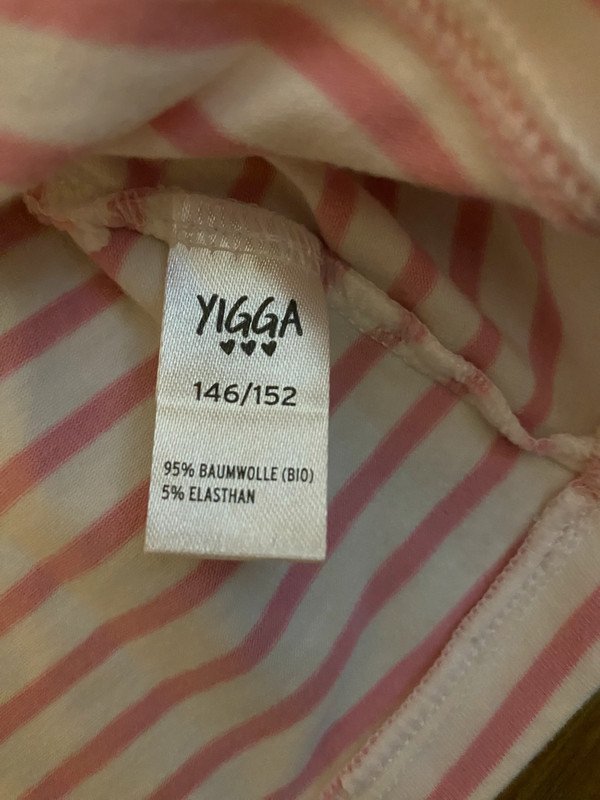 YIGGA
146/152
95% BAUMWOLLE (BIO)
5% ELASTHAN